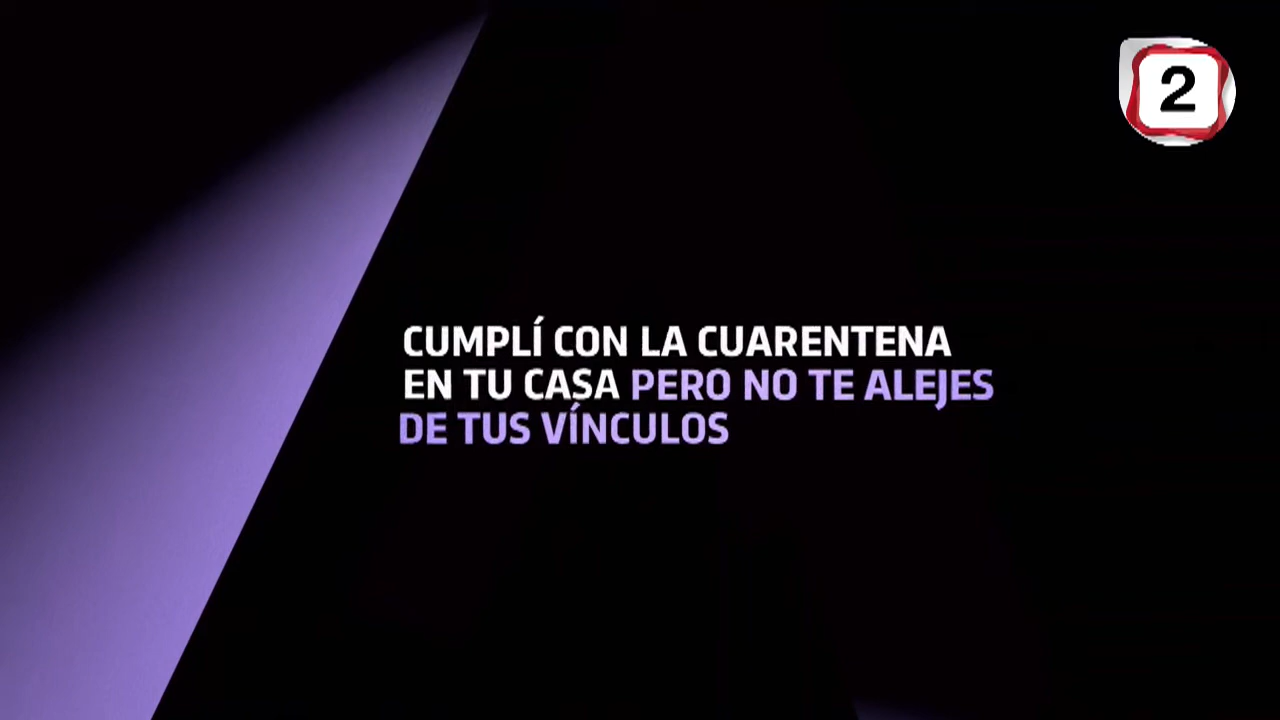 2
CUMPLÍ CON LA CUARENTENA
EN TU CASA PERO NO TE ALEJES
DE TUS VÍNCULOS